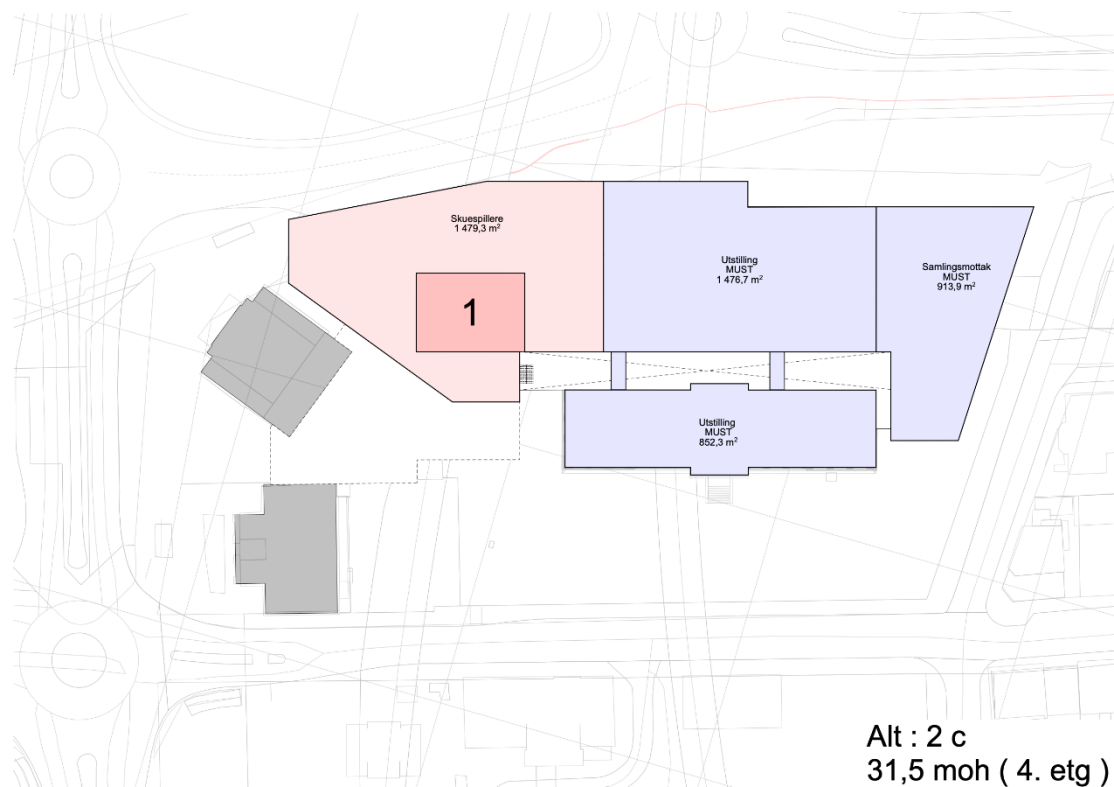 Skuespillere
1 479,3 m²
1
Utstilling
MUST
1 476,7 m²
Samlingsmottak
MUST
913,9 m²
Utstilling
MUST
852,3 m²
Alt : 2 c
31,5 moh ( 4. etg )